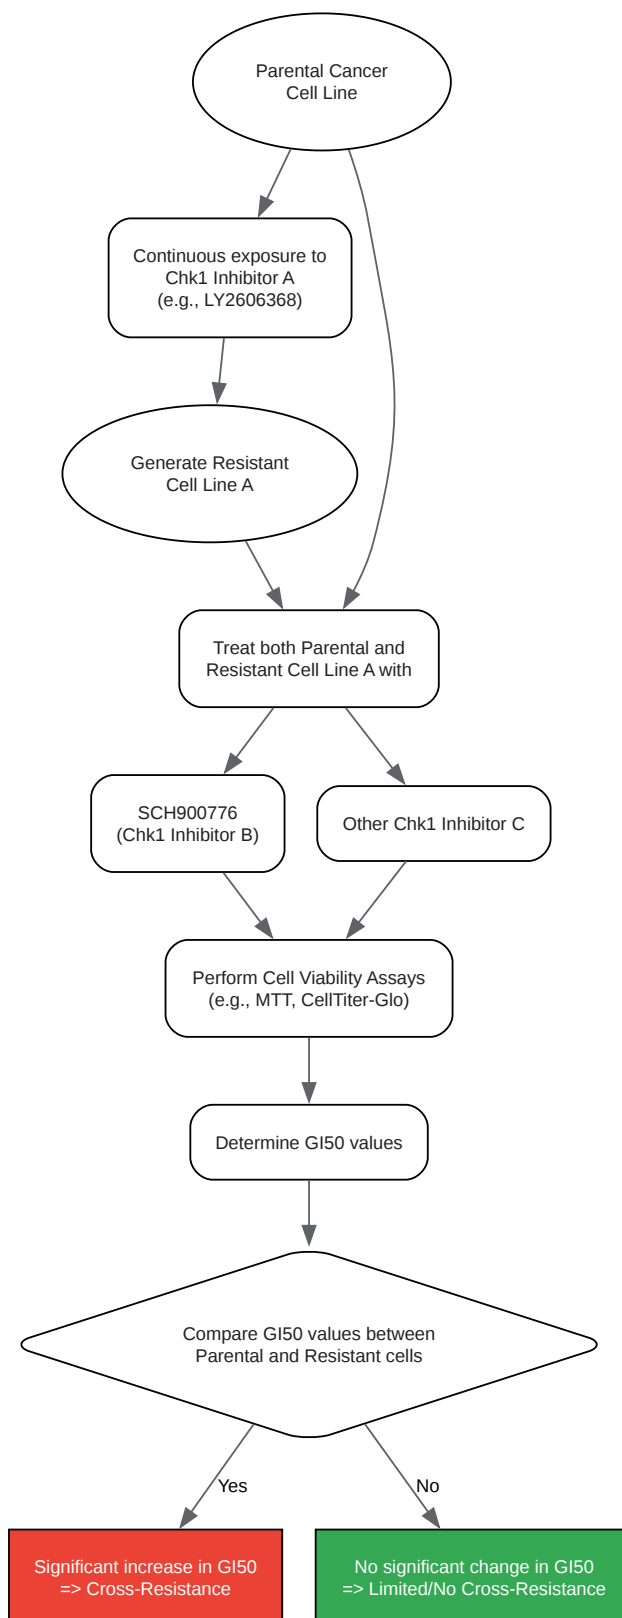 Parental Cancer
Cell Line
Continuous exposure to
Chk1 Inhibitor A
(e.g., LY2606368)
Generate Resistant
Cell Line A
Treat both Parental and
Resistant Cell Line A with
SCH900776
(Chk1 Inhibitor B)
Other Chk1 Inhibitor C
Perform Cell Viability Assays
(e.g., MTT, CellTiter-Glo)
Determine GI50 values
Compare GI50 values between
Parental and Resistant cells
Yes
No
Significant increase in GI50
=> Cross-Resistance
No significant change in GI50
=> Limited/No Cross-Resistance